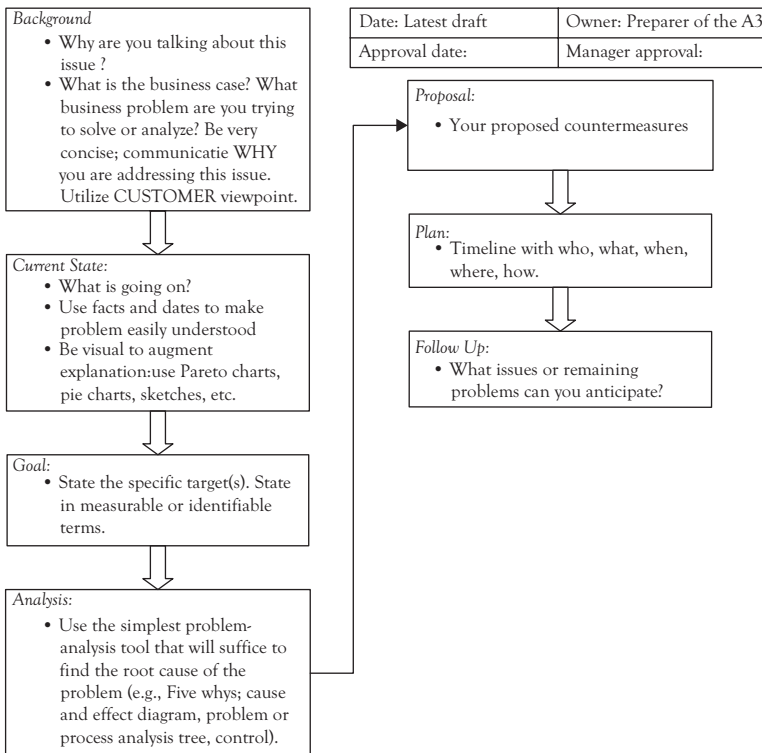 Background
• Why are you talking about this
issue ?
• What is the business case? What
business problem are you trying
to solve or analyze? Be very
concise; communicatie WHY
you are addressing this issue.
Utilize CUSTOMER viewpoint.
Current State:
• What is going on?
• Use facts and dates to make
problem easily understood
• Be visual to augment
explanation:use Pareto charts,
pie charts, sketches, etc.
Goal:
• State the specific target(s). State
in measurable or identifiable
terms.
Analysis:
• Use the simplest problem-
analysis tool that will suffice to
find the root cause of the
problem (e.g., Five whys; cause
and effect diagram, problem or
process analysis tree, control).
Date: Latest draft
Owner: Preparer of the A3
Approval date:
Manager approval:
Proposal:
• Your proposed countermeasures
Plan:
• Timeline with who, what, when,
where, how.
Follow Up:
• What issues or remaining
problems can you anticipate?